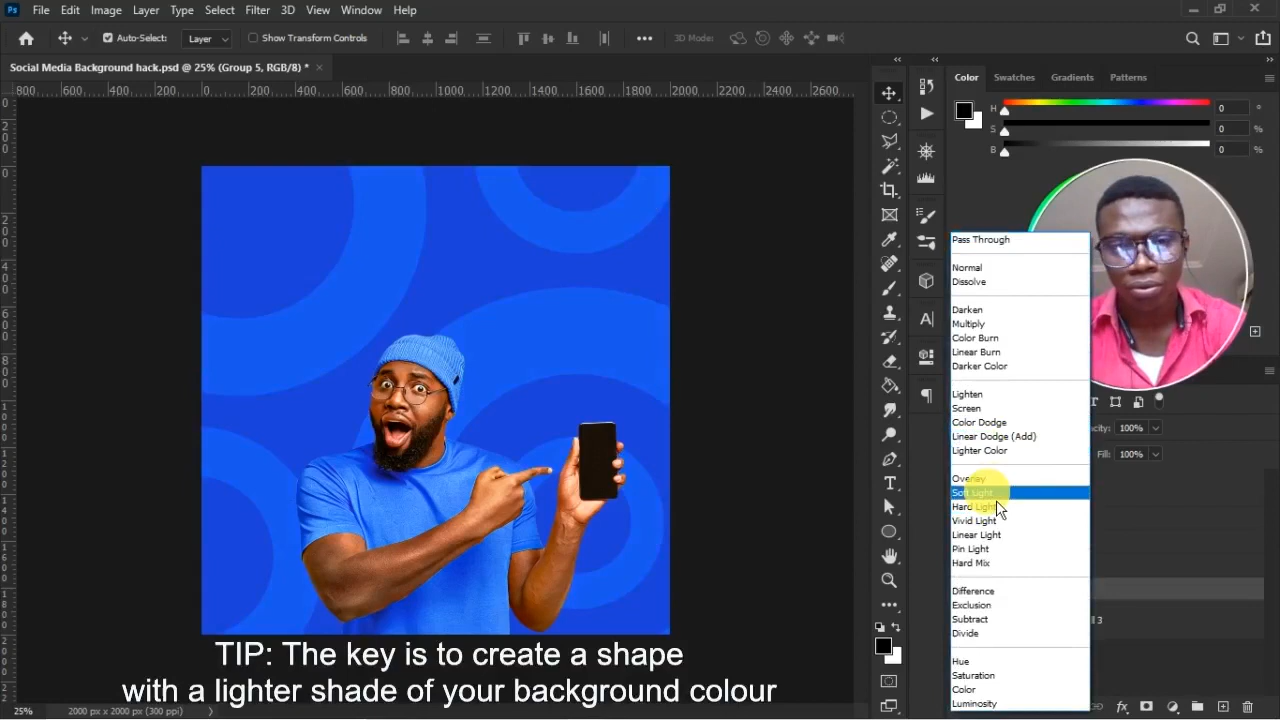 Ps File Edit Image Layer Type Select Filter 3D View Window Help
Auto-Select: Layer Show Transform Controls 3D Mode:
Social Media Background hack.psd @ 25% (Group 5, RGB/8) *
Color Swatches Gradients Patterns
800 600 400 200 0 200 400 600 800 1000 1200 1400 1600 1800 2000 2200 2400 2600
H 0 °
S 0 %
B 0 %
Pass Through
Normal
Dissolve
Darken
Multiply
Color Burn
Linear Burn
Darker Color
Lighten
Screen
Color Dodge
Linear Dodge (Add)
Lighter Color
Overlay
Soft Light
Hard Light
Vivid Light
Linear Light
Pin Light
Hard Mix
Difference
Exclusion
Subtract
Divide
Hue
Saturation
Color
Luminosity
100%
Fill: 100%
TIP: The key is to create a shape
with a lighter shade of your background colour
25% 2000 px x 2000 px (300 ppi)